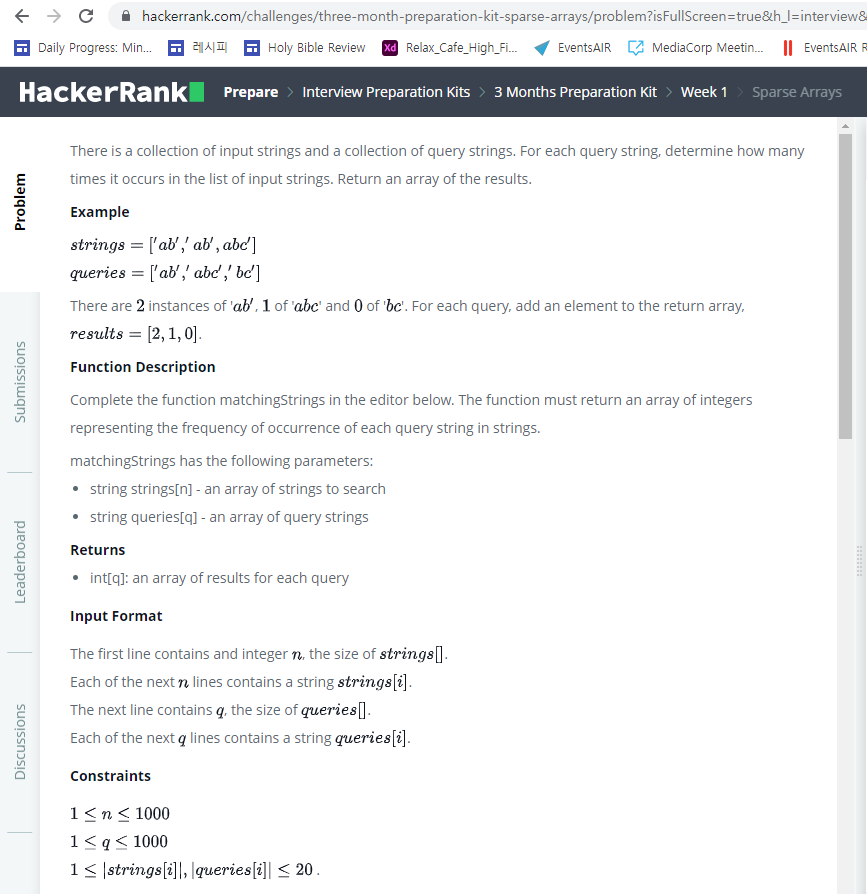 hackerrank.com/challenges/three-month-preparation-kit-sparse-arrays/problem?isFullScreen=true&h_l=interview&
Daily Progress: Min... 레시피 Holy Bible Review Xd Relax_Cafe_High_Fi... EventsAIR MediaCorp Meetin... EventsAIR R
HackerRank Prepare > Interview Preparation Kits > 3 Months Preparation Kit > Week 1 > Sparse Arrays
Problem
Submissions
Leaderboard
Discussions
There is a collection of input strings and a collection of query strings. For each query string, determine how many
times it occurs in the list of input strings. Return an array of the results.
Example
strings = ['ab',' ab', abc']
queries = ['ab',' abc',' bc']
There are 2 instances of 'ab', 1 of 'abc' and 0 of 'bc'. For each query, add an element to the return array,
results = [2, 1, 0].
Function Description
Complete the function matchingStrings in the editor below. The function must return an array of integers
representing the frequency of occurrence of each query string in strings.
matchingStrings has the following parameters:
• string strings[n] - an array of strings to search
• string queries[q] - an array of query strings
Returns
• int[q]: an array of results for each query
Input Format
The first line contains and integer n, the size of strings[].
Each of the next n lines contains a string strings[i].
The next line contains q, the size of queries[].
Each of the next q lines contains a string queries[i].
Constraints
1 ≤ n ≤ 1000
1 ≤ q ≤ 1000
1 ≤ |strings[i]|, |queries[i]| ≤ 20 .